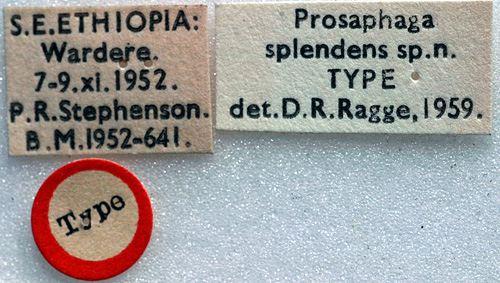 S.E.ETHIOPIA:
Wardere.
7-9.xi.1952.
P.R.Stephenson.
B.M.1952-641.
Prosaphaga
splendens sp.n.
TYPE
det.D.R.Ragge,1959.
Type